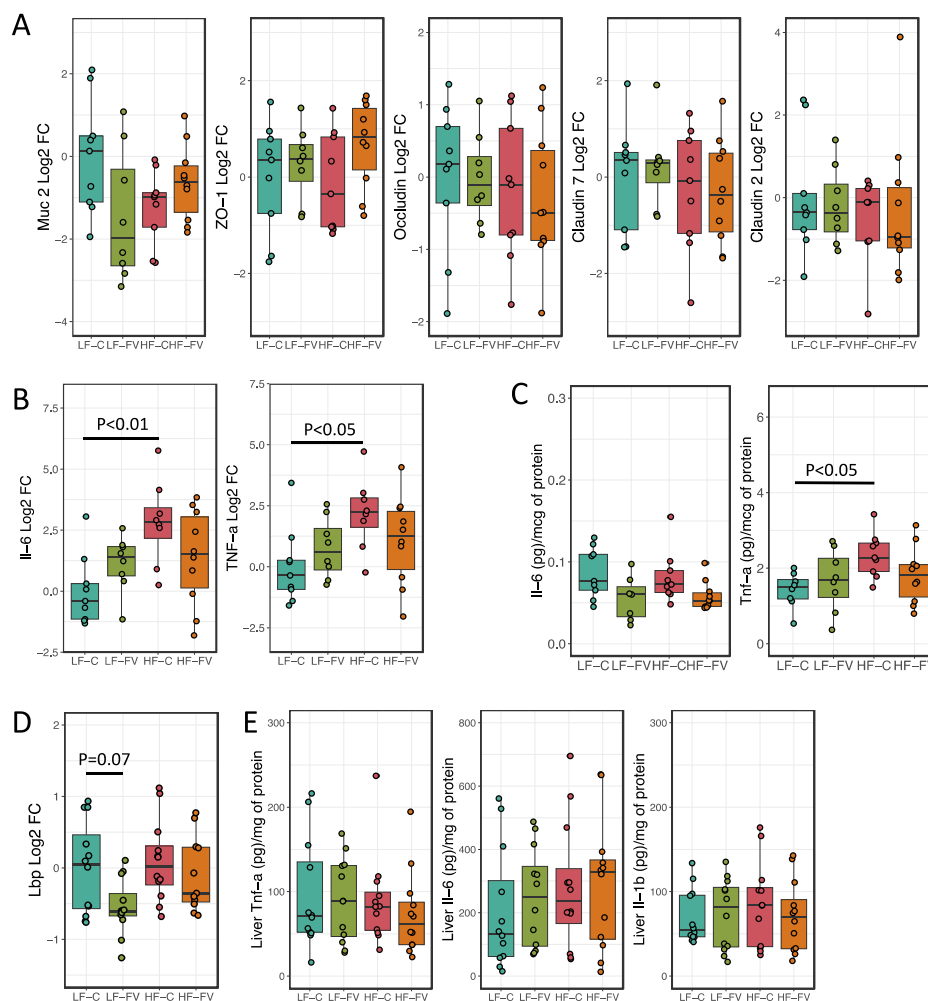 A
Muc 2 Log2 FC
2
0
−2
−4
LF−C LF−FV HF−C HF−FV
ZO−1 Log2 FC
2
0
−2
LF−C LF−FV HF−C HF−FV
Occludin Log2 FC
1
0
−1
−2
LF−C LF−FV HF−C HF−FV
Claudin 7 Log2 FC
2
0
−2
LF−C LF−FV HF−C HF−FV
Claudin 2 Log2 FC
4
2
0
−2
LF−C LF−FV HF−C HF−FV
B
Il−6 Log2 FC
7.5
5.0
2.5
0.0
−2.5
P<0.01
LF−C LF−FV HF−C HF−FV
TNF−a Log2 FC
7.5
5.0
2.5
0.0
−2.5
P<0.05
LF−C LF−FV HF−C HF−FV
C
Il−6 (pg)/mcg of protein
0.3
0.2
0.1
0.0
LF−C LF−FV HF−C HF−FV
Tnf−a (pg)/mcg of protein
6
4
2
0
P<0.05
LF−C LF−FV HF−C HF−FV
D
Lbp Log2 FC
2
1
0
−1
P=0.07
LF−C LF−FV HF−C HF−FV
E
Liver Tnf−a (pg)/mg of protein
300
200
100
0
LF−C LF−FV HF−C HF−FV
Liver Il−6 (pg)/mg of protein
800
600
400
200
0
LF−C LF−FV HF−C HF−FV
Liver Il−1b (pg)/mg of protein
300
200
100
0
LF−C LF−FV HF−C HF−FV